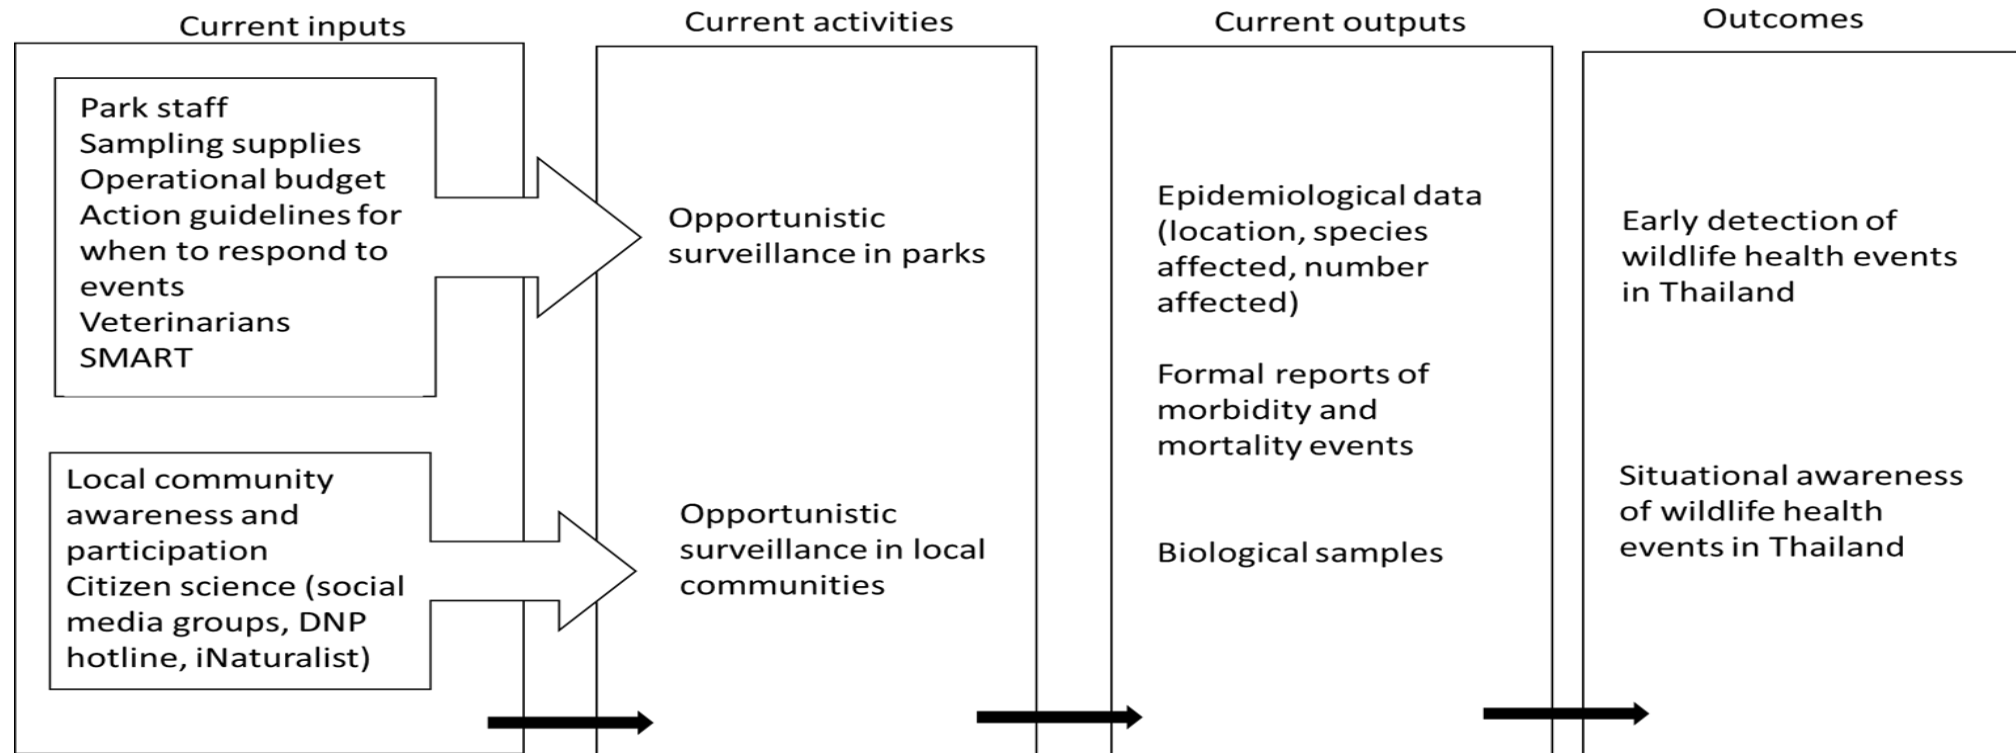 Current inputs
Park staff
Sampling supplies
Operational budget
Action guidelines for
when to respond to
events
Veterinarians
SMART
Local community
awareness and
participation
Citizen science (social
media groups, DNP
hotline, iNaturalist)
Current activities
Opportunistic
surveillance in parks
Opportunistic
surveillance in local
communities
Current outputs
Epidemiological data
(location, species
affected, number
affected)
Formal reports of
morbidity and
mortality events
Biological samples
Outcomes
Early detection of
wildlife health events
in Thailand
Situational awareness
of wildlife health
events in Thailand